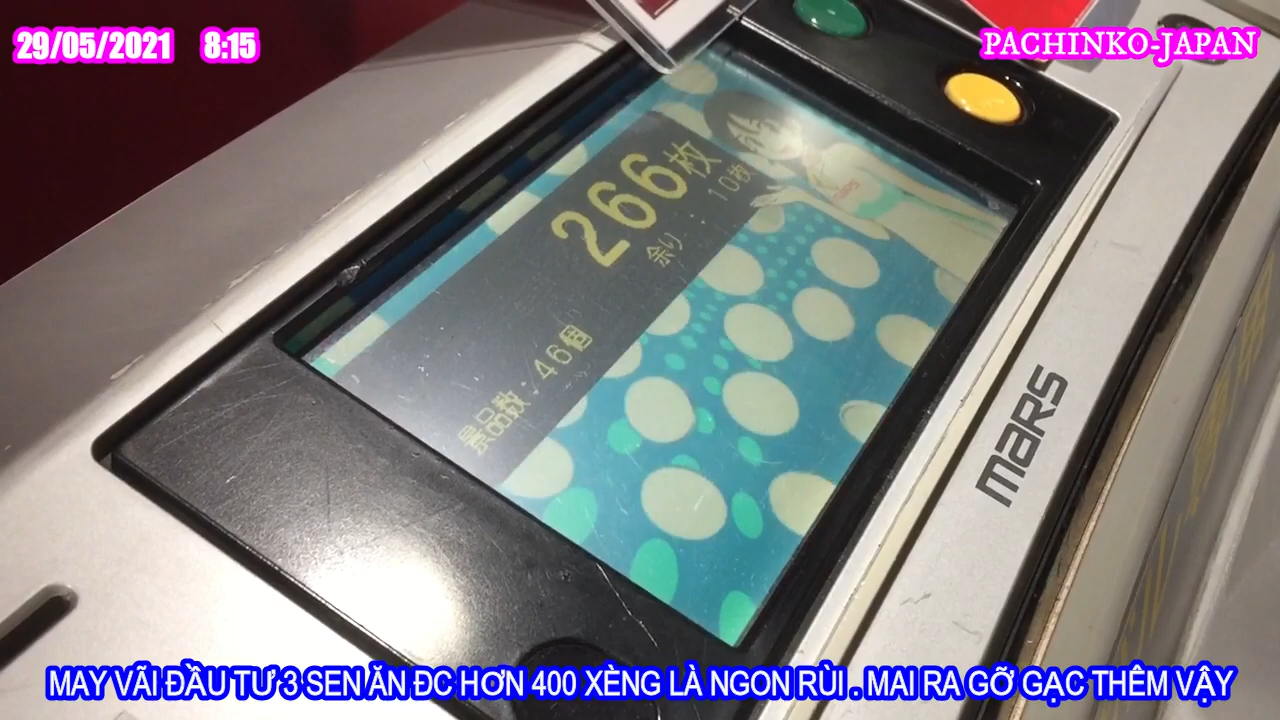 29/05/2021 8:15
PACHINKO-JAPAN
266枚
余り: 10枚
景品数:46個
MARS
MAY VÃI ĐẦU TƯ 3 SEN ĂN ĐC HƠN 400 XÈNG LÀ NGON RÙI . MAI RA GỠ GẠC THÊM VẬY